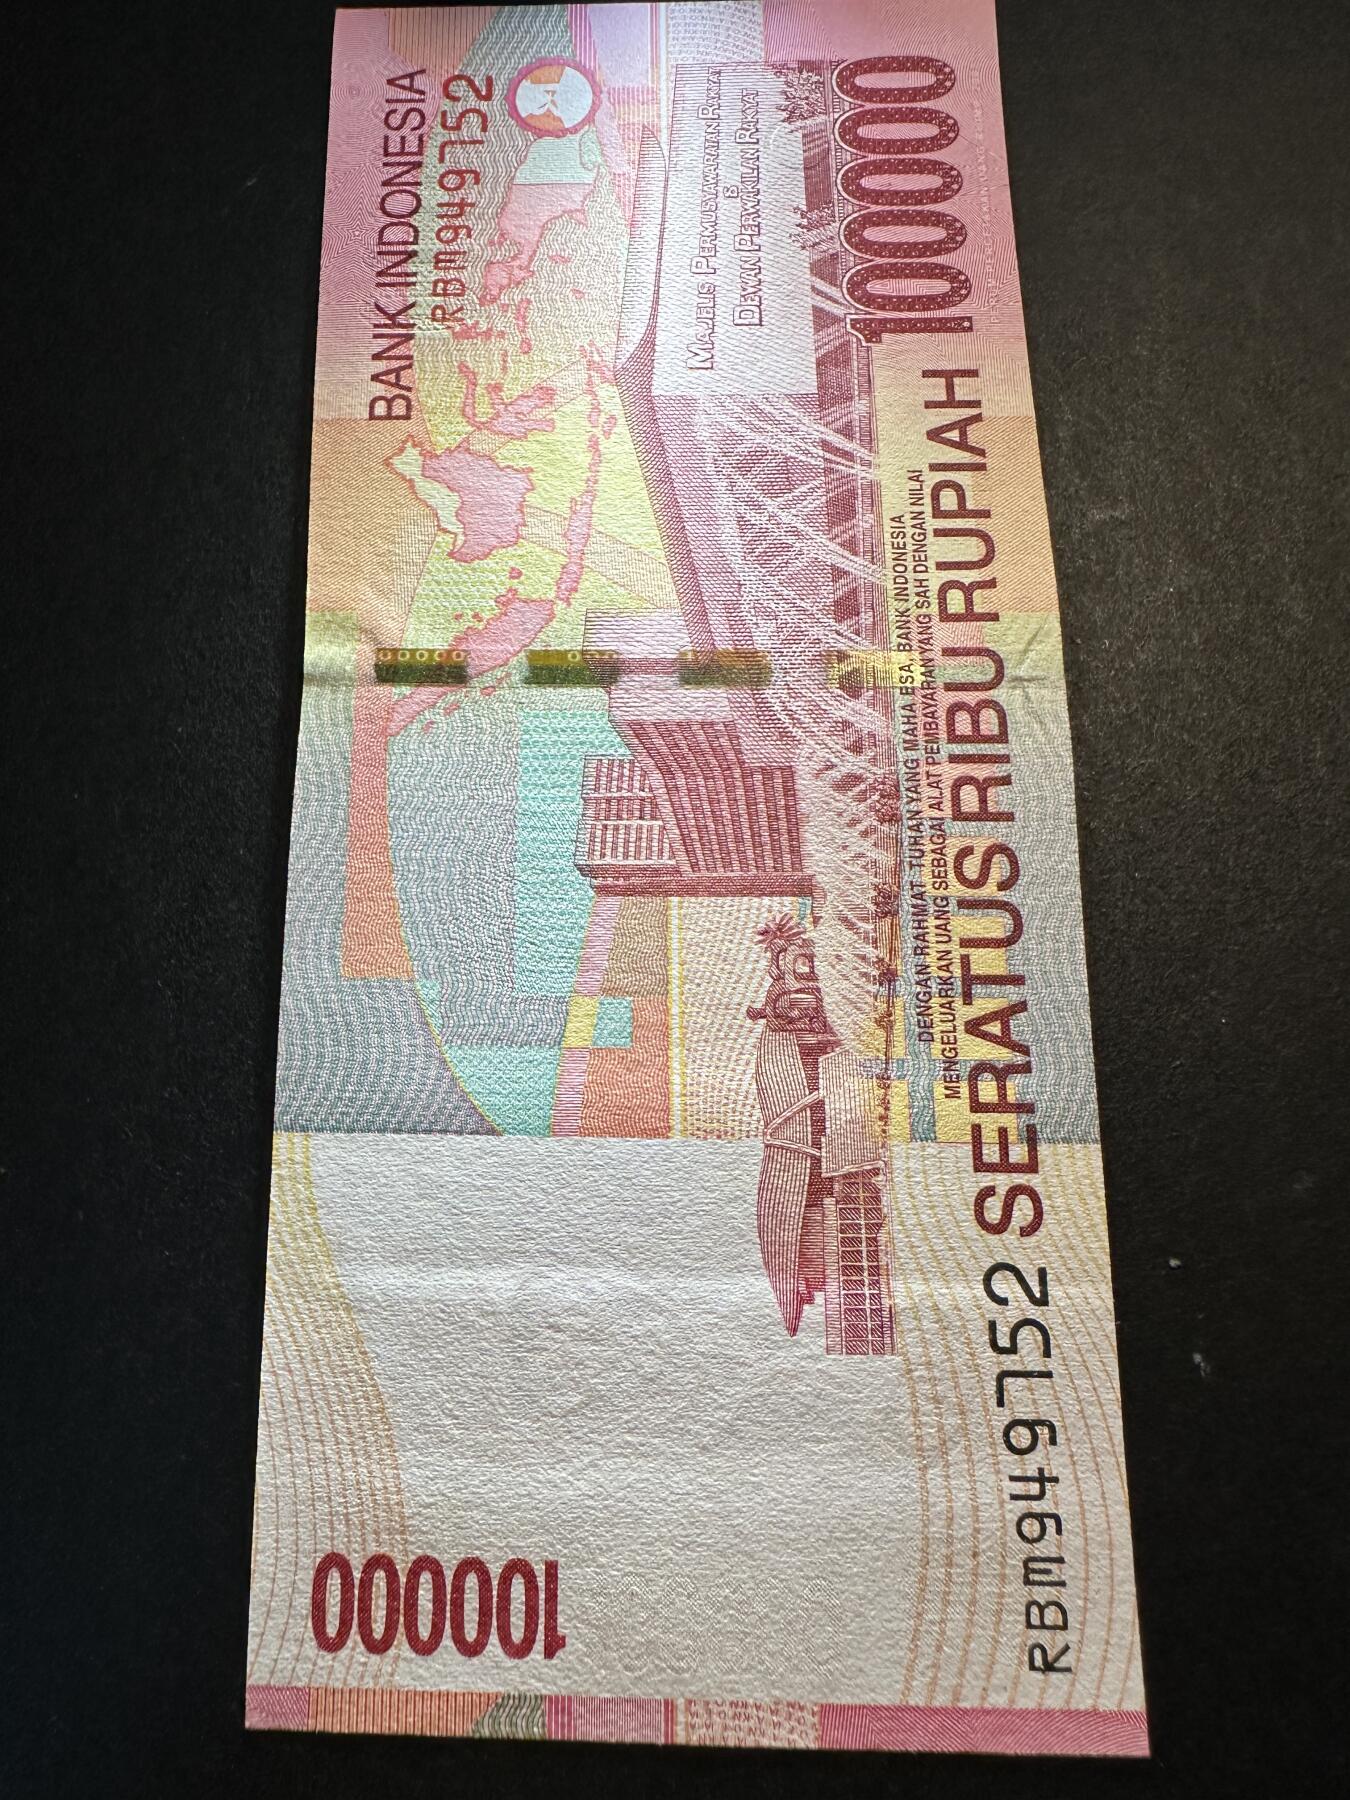 BANK INDONESIA
RBM949752
MAJELIS PERMUSYAWARATAN RAKYAT
&
DEWAN PERWAKILAN RAKYAT
100000
DENGAN RAHMAT TUHAN YANG MAHA ESA, BANK INDONESIA
MENGELUARKAN UANG SEBAGAI ALAT PEMBAYARAN YANG SAH DENGAN NILAI
SERATUS RIBU RUPIAH
RBM949752
100000